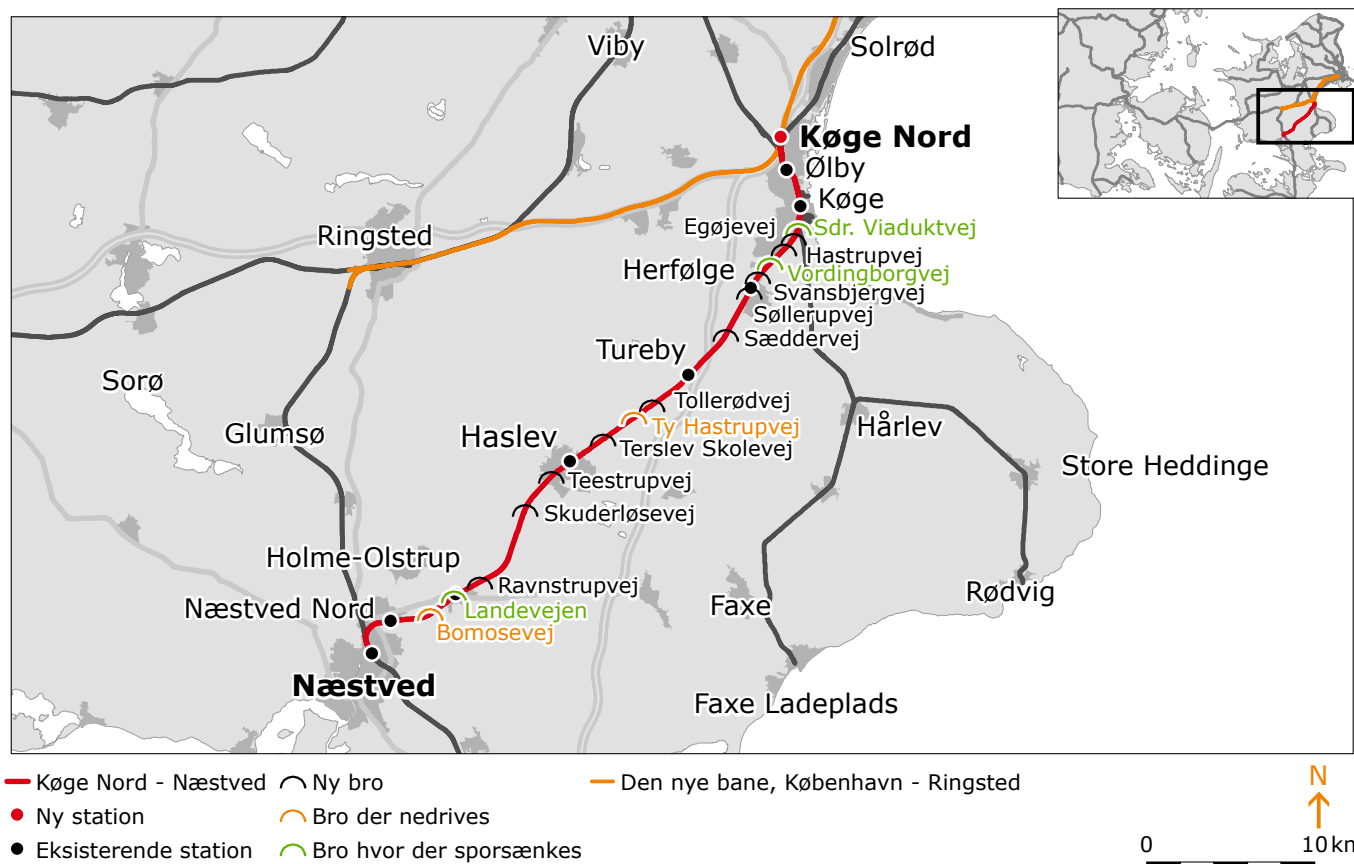 Viby
Solrød
Køge Nord
Ølby
Køge
Egøjevej
Sdr. Viaduktvej
Ringsted
Hastrupvej
Herfølge
Vordingborgvej
Svansbjergvej
Søllerupvej
Sæddervej
Tureby
Sorø
Tollerødvej
Glumsø
Ty Hastrupvej
Hårlev
Haslev
Terslev Skolevej
Store Heddinge
Teestrupvej
Skuderløsevej
Holme-Olstrup
Ravnstrupvej
Rødvig
Næstved Nord
Landevejen
Faxe
Bomosevej
Næstved
Faxe Ladeplads
Køge Nord - Næstved
Ny bro
Den nye bane, København - Ringsted
Ny station
Bro der nedrives
Eksisterende station
Bro hvor der sporsænkes
N
0 10 km